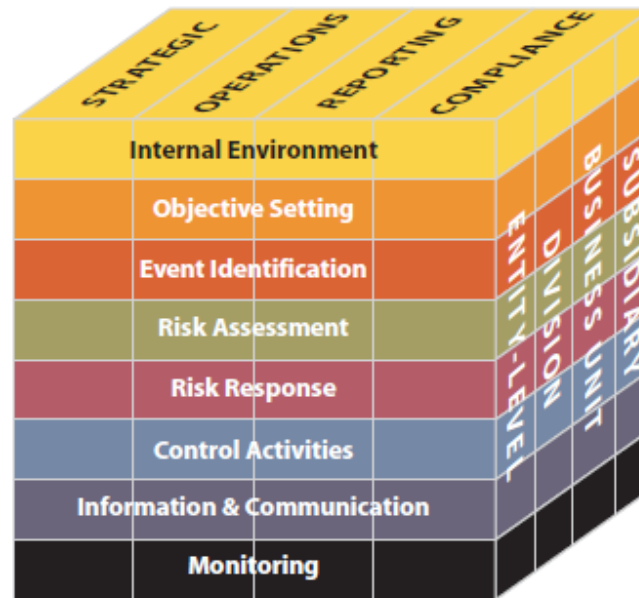 STRATEGIC
OPERATIONS
REPORTING
COMPLIANCE
Internal Environment
Objective Setting
Event Identification
Risk Assessment
Risk Response
Control Activities
Information & Communication
Monitoring
ENTITY-LEVEL
DIVISION
BUSINESS UNIT
SUBSIDIARY